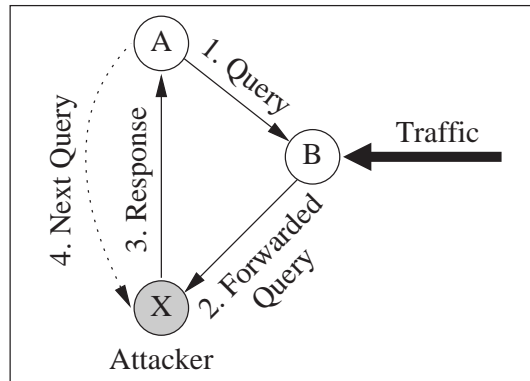 A
1. Query
B
Traffic
4. Next Query
3. Response
2. Forwarded
Query
X
Attacker